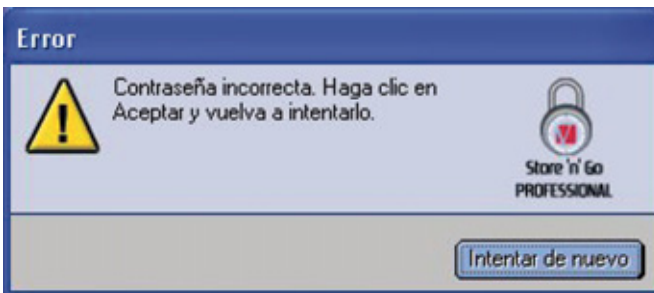 Error
Contraseña incorrecta. Haga clic en
Aceptar y vuelva a intentarlo.
Store 'n' Go
PROFESSIONAL
Intentar de nuevo